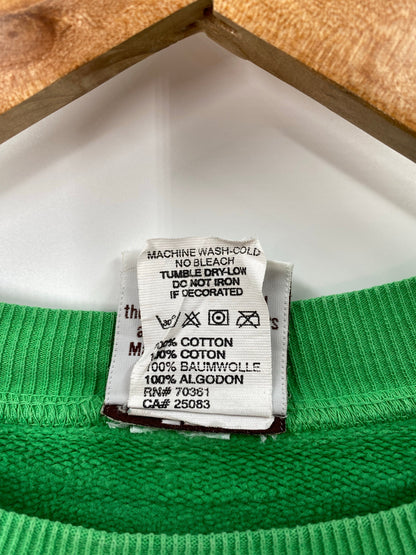 MACHINE WASH-COLD
NO BLEACH
TUMBLE DRY-LOW
DO NOT IRON
IF DECORATED
100% COTTON
100% COTON
100% BAUMWOLLE
100% ALGODON
RN# 70361
CA# 25083